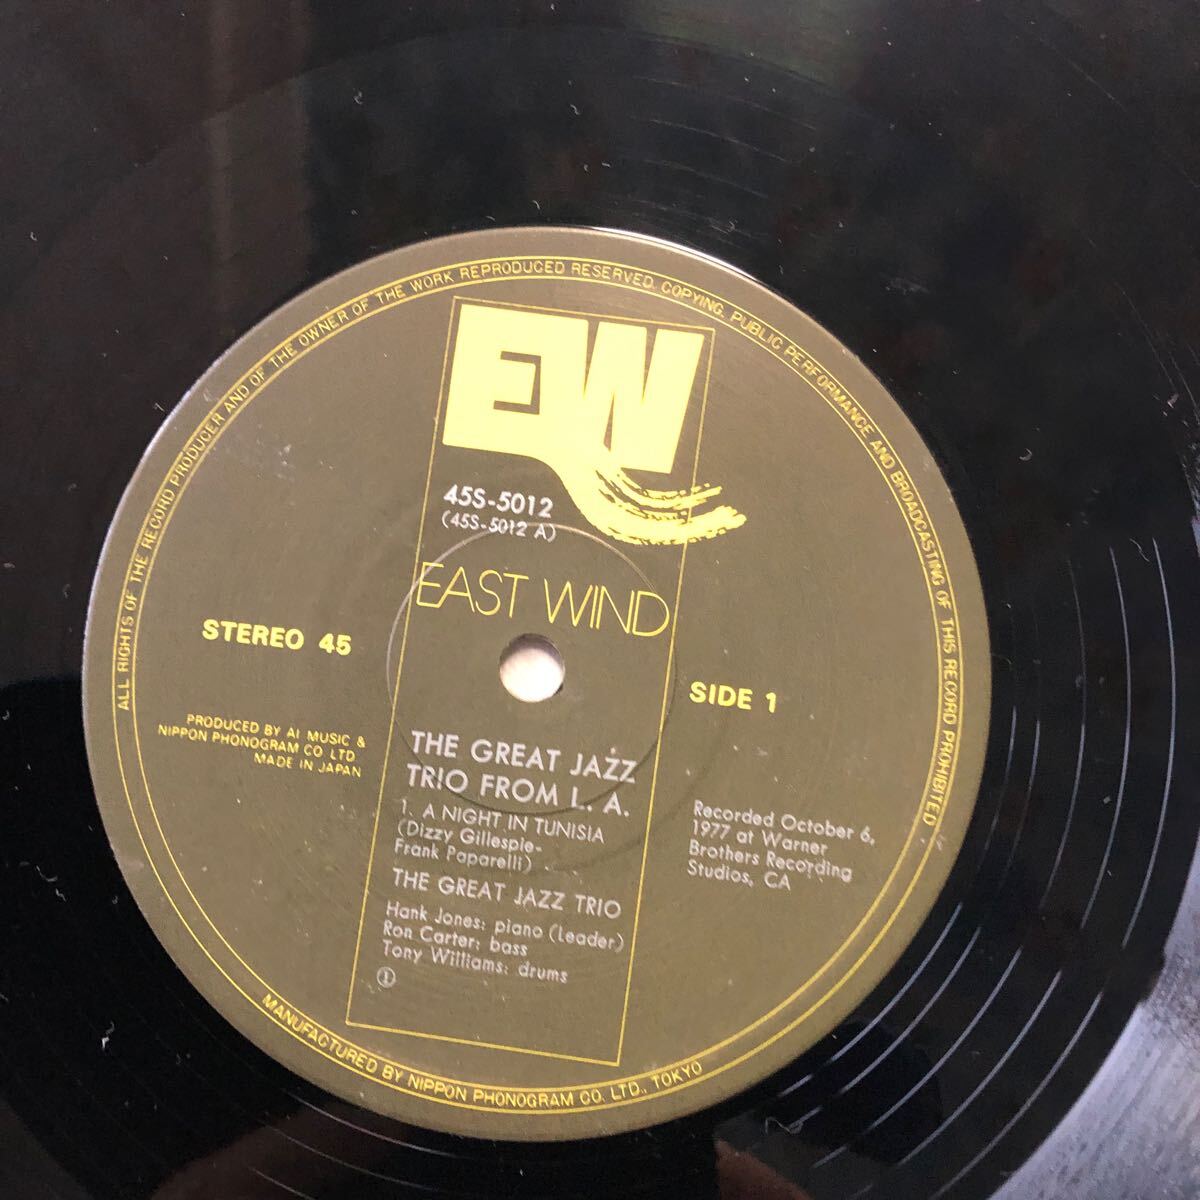 ALL RIGHTS OF THE RECORD PRODUCER AND OF THE OWNER OF THE WORK REPRODUCED RESERVED. COPYING, PUBLIC PERFORMANCE AND BROADCASTING OF THIS RECORD PROHIBITED
EW
45S-5012
(45S-5012 A)
EAST WIND
STEREO 45
SIDE 1
PRODUCED BY AI MUSIC &
NIPPON PHONOGRAM CO. LTD
MADE IN JAPAN
THE GREAT JAZZ
TRIO FROM L. A.
1. A NIGHT IN TUNISIA
(Dizzy Gillespie-
Frank Paparelli)
THE GREAT JAZZ TRIO
Hank Jones: piano (Leader)
Ron Carter: bass
Tony Williams: drums
①
Recorded October 6,
1977 at Warner
Brothers Recording
Studios, CA
MANUFACTURED BY NIPPON PHONOGRAM CO. LTD., TOKYO